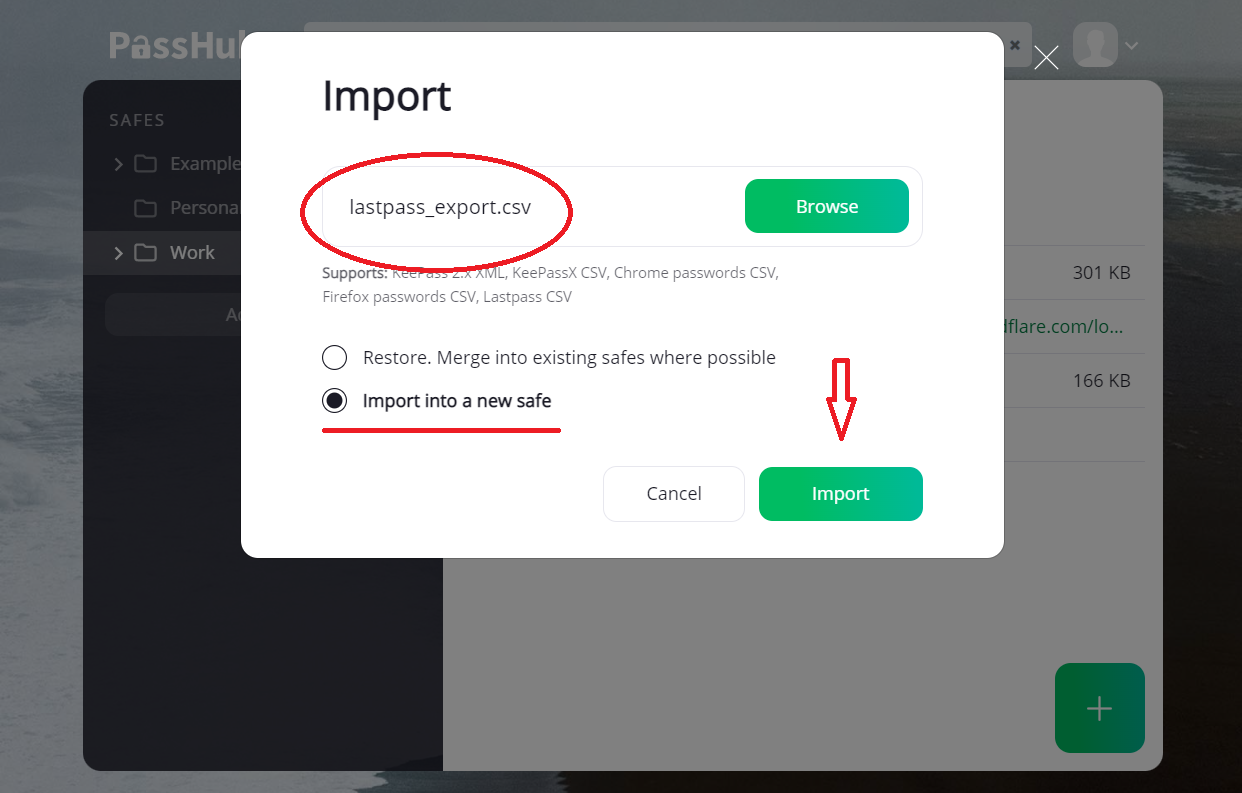 PassHub
SAFES
Example
Personal
Work
Import
lastpass_export.csv
Browse
Supports: KeePass 2.x XML, KeePassX CSV, Chrome passwords CSV,
Firefox passwords CSV, Lastpass CSV
Restore. Merge into existing safes where possible
Import into a new safe
Cancel
Import
301 KB
dflare.com/lo...
166 KB